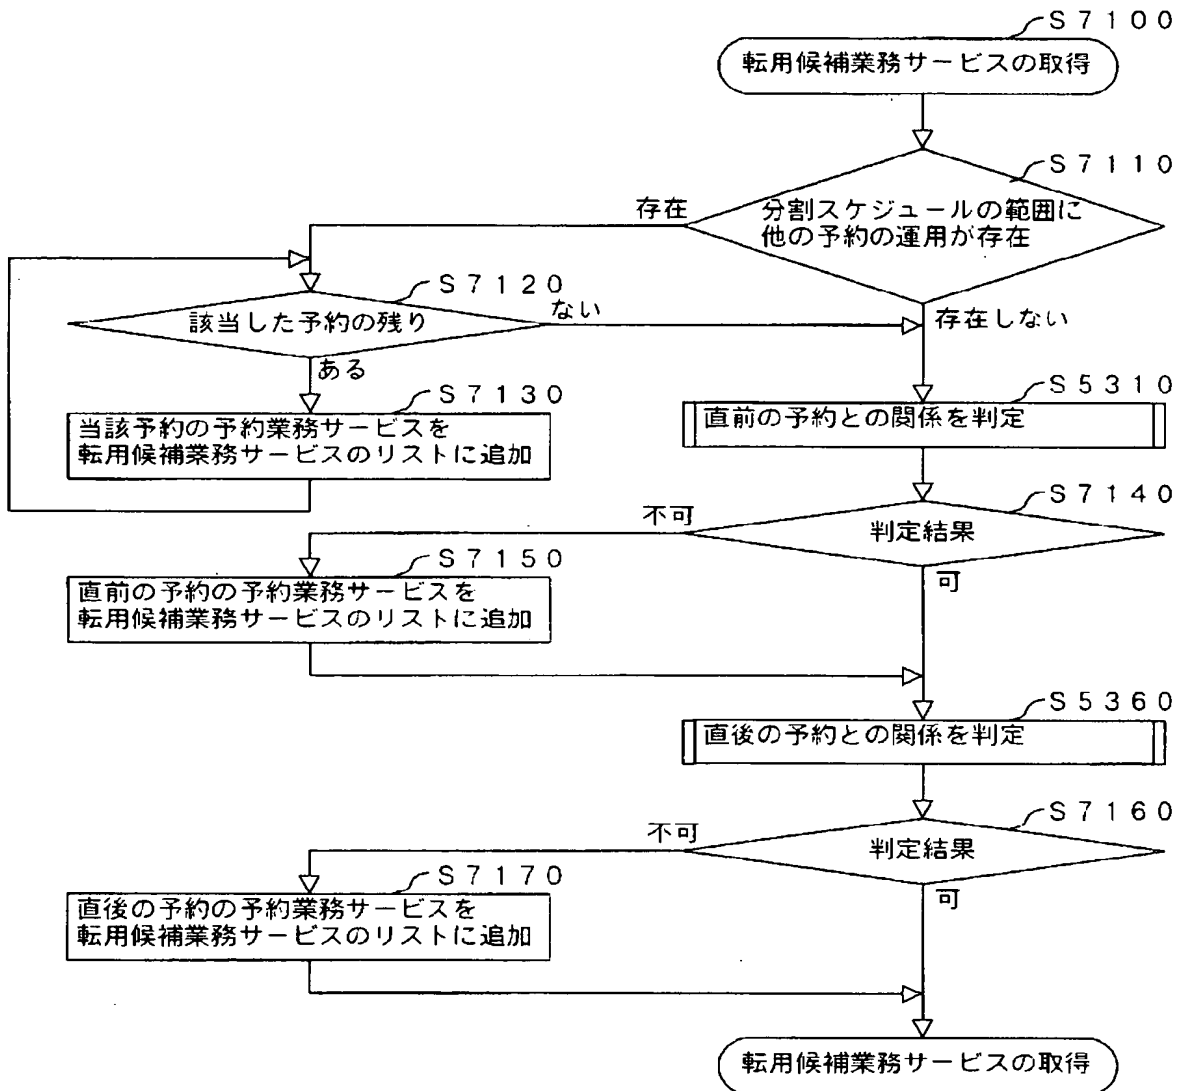 S7100
転用候補業務サービスの取得
S7110
分割スケジュールの範囲に
他の予約の運用が存在
存在
S7120
該当した予約の残り
ない
存在しない
ある
S7130
当該予約の予約業務サービスを
転用候補業務サービスのリストに追加
S5310
直前の予約との関係を判定
S7140
判定結果
不可
可
S7150
直前の予約の予約業務サービスを
転用候補業務サービスのリストに追加
S5360
直後の予約との関係を判定
S7160
判定結果
不可
可
S7170
直後の予約の予約業務サービスを
転用候補業務サービスのリストに追加
転用候補業務サービスの取得